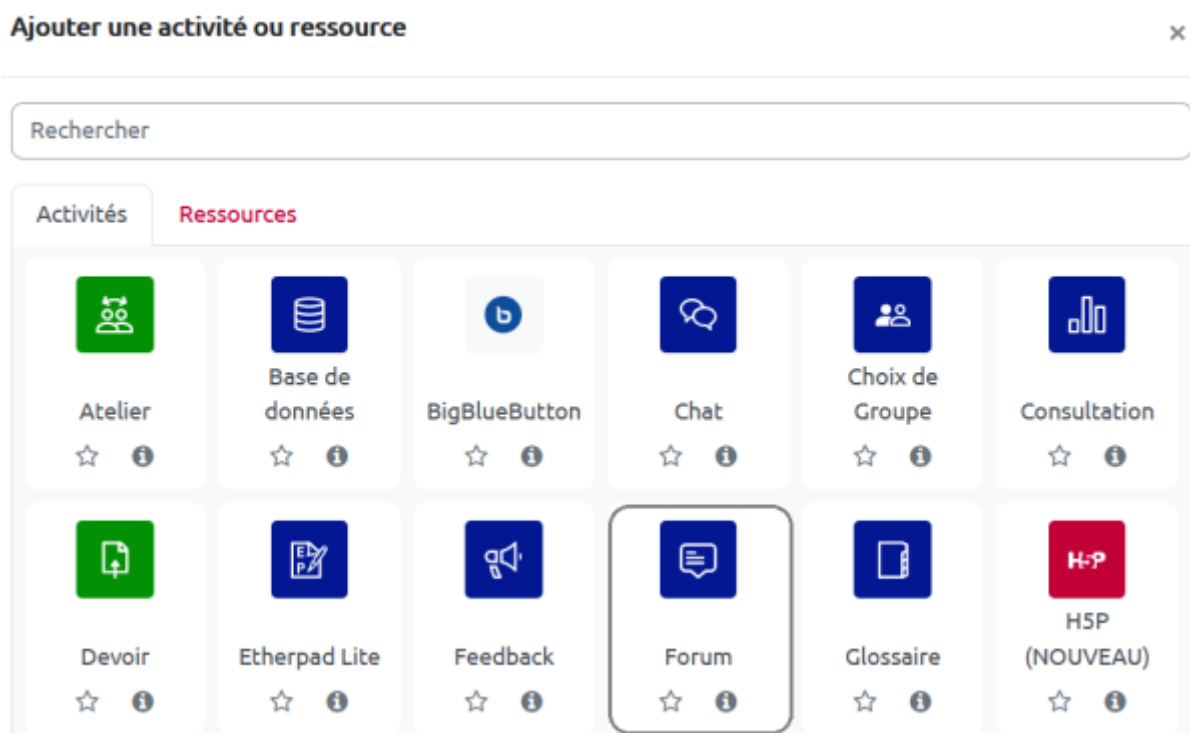 Ajouter une activité ou ressource
Rechercher
Activités Ressources
Atelier
Base de
données
BigBlueButton
Chat
Choix de
Groupe
Consultation
Devoir
Etherpad Lite
Feedback
Forum
Glossaire
H-P
H5P
(NOUVEAU)